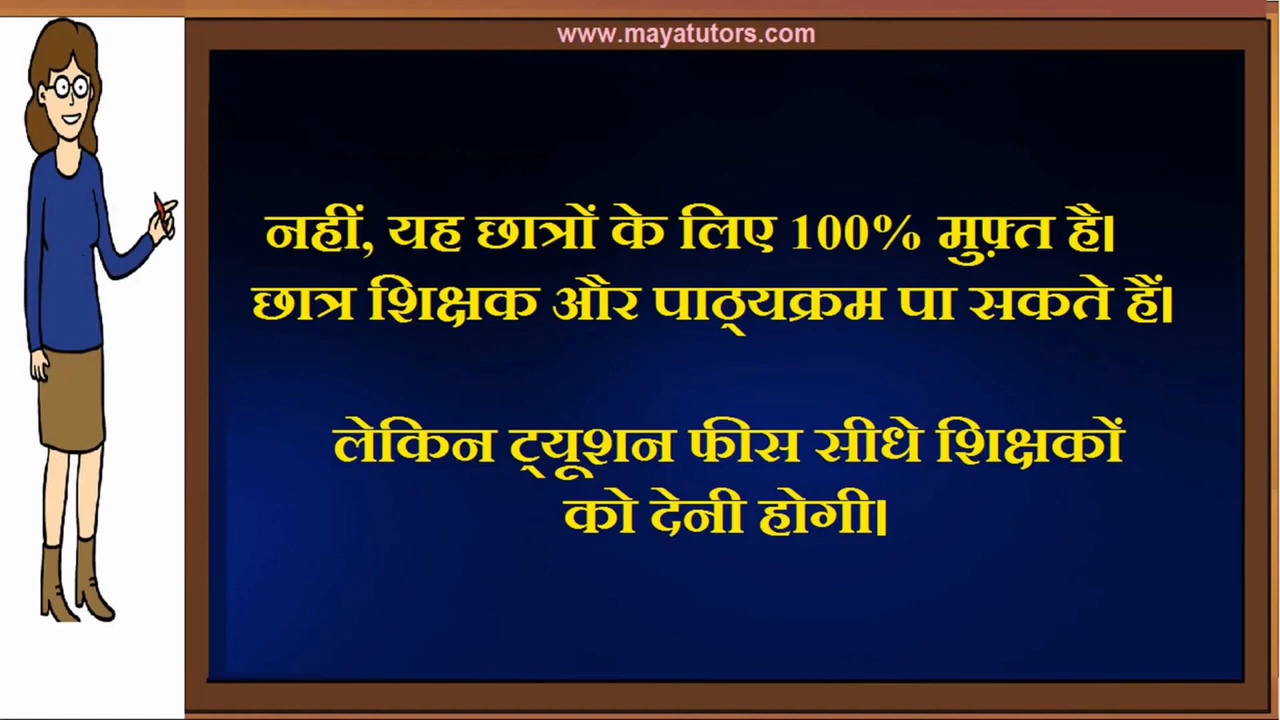 www.mayatutors.com
नहीं, यह छात्रों के लिए 100% मुफ़्त है।
छात्र शिक्षक और पाठ्यक्रम पा सकते हैं।
लेकिन ट्यूशन फीस सीधे शिक्षकों
को देनी होगी।